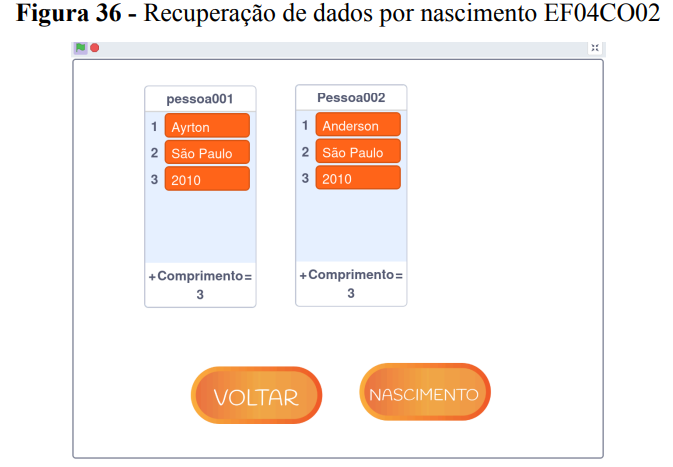 Figura 36 - Recuperação de dados por nascimento EF04CO02
pessoa001
1 Ayrton
2 São Paulo
3 2010
+Comprimento=
3
Pessoa002
1 Anderson
2 São Paulo
3 2010
+Comprimento=
3
VOLTAR
NASCIMENTO